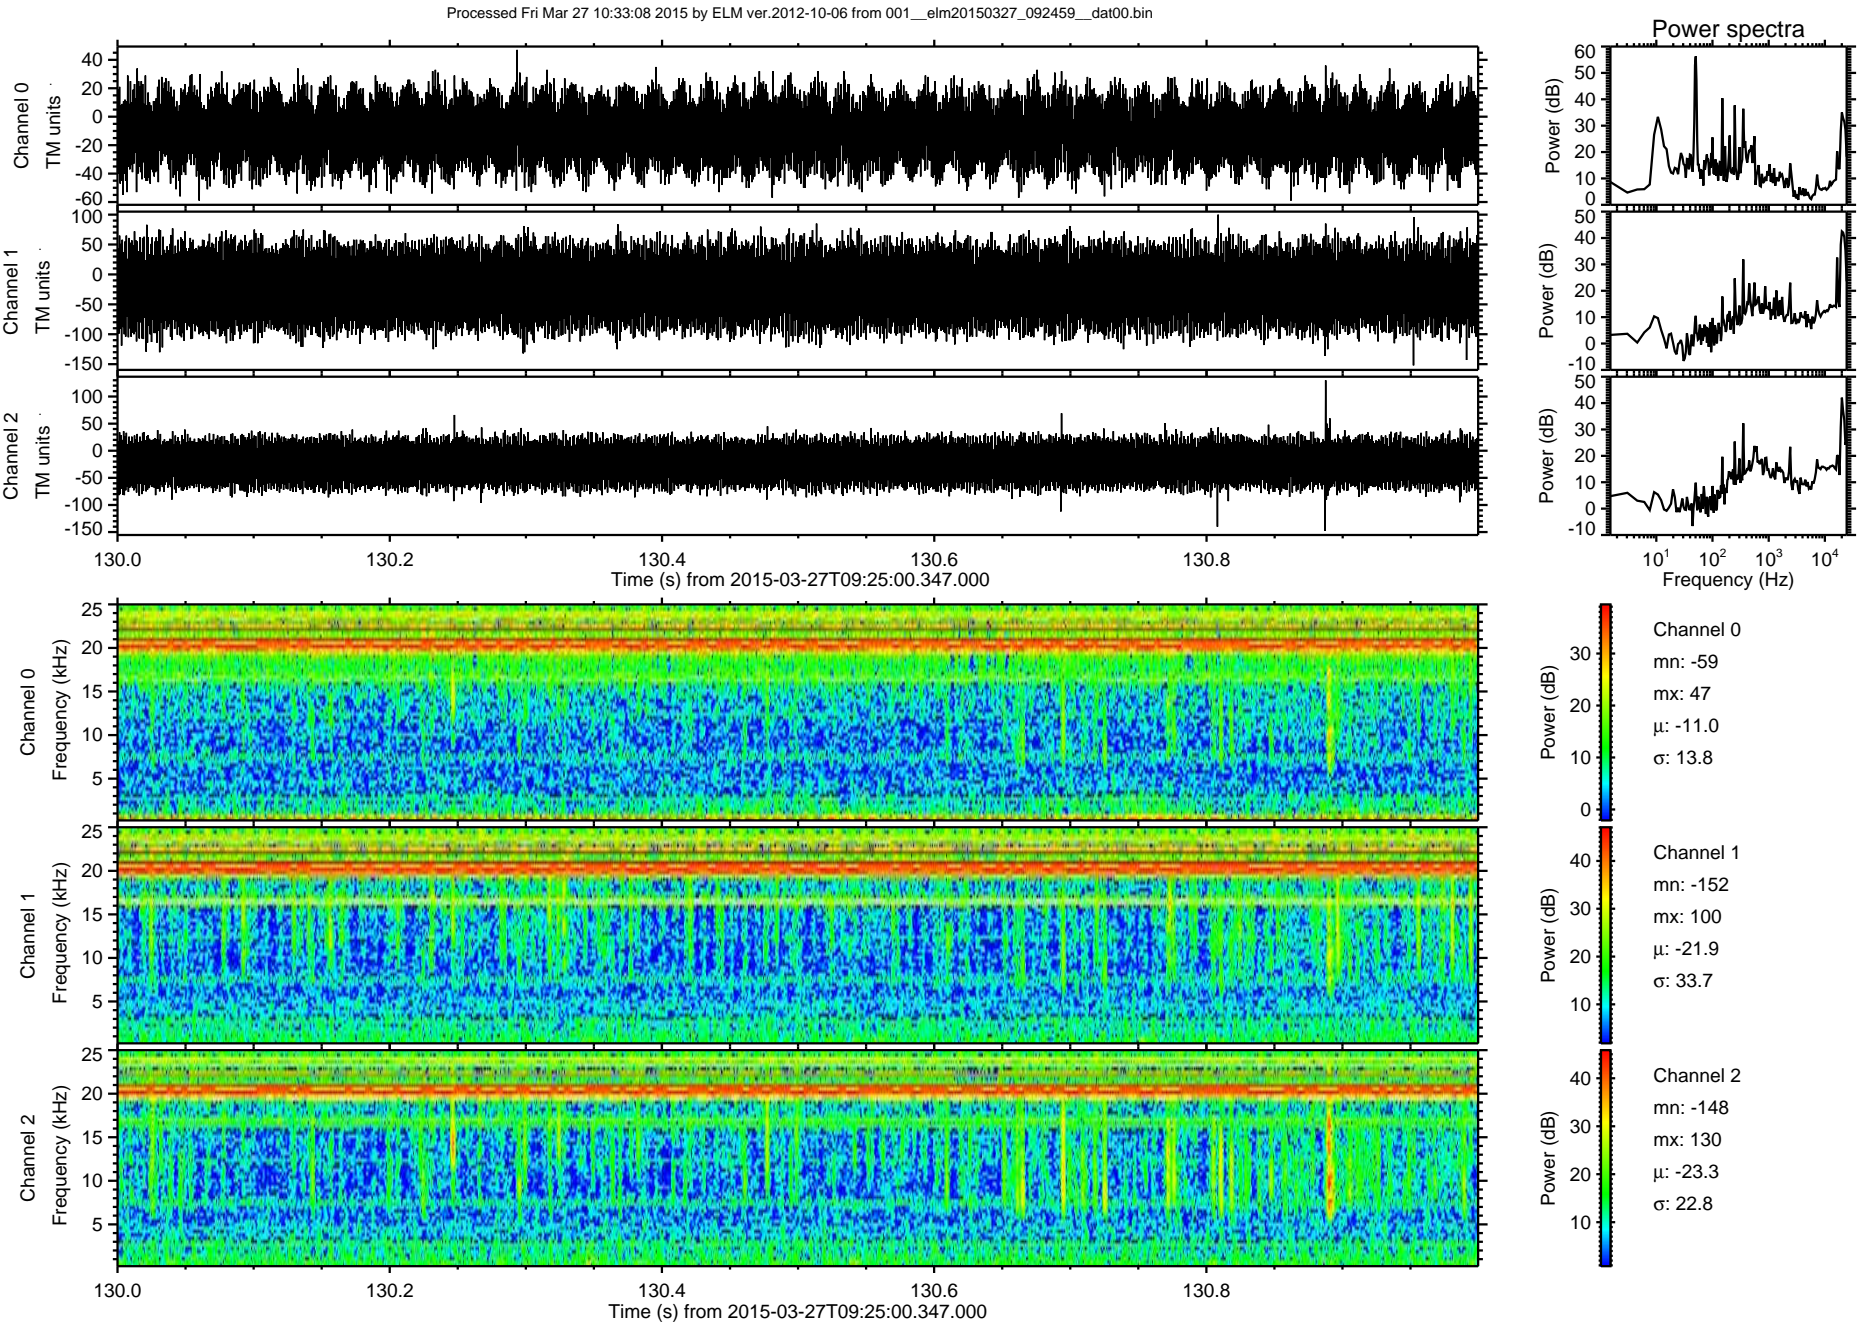 Processed Fri Mar 27 10:33:08 2015 by ELM ver.2012-10-06 from 001__elm20150327_092459__dat00.bin
Power spectra
Channel 0
TM units
40
20
0
-20
-40
-60
Power (dB)
60
50
40
30
20
10
0
Channel 1
TM units
100
50
0
-50
-100
-150
Power (dB)
50
40
30
20
10
0
-10
Channel 2
TM units
100
50
0
-50
-100
-150
Power (dB)
50
40
30
20
10
0
-10
130.0 130.2 130.4 130.6 130.8
Time (s) from 2015-03-27T09:25:00.347.000
10^1 10^2 10^3 10^4
Frequency (Hz)
Channel 0
Frequency (kHz)
25
20
15
10
5
Power (dB)
30
20
10
0
Channel 0
mn: -59
mx: 47
μ: -11.0
σ: 13.8
Channel 1
Frequency (kHz)
25
20
15
10
5
Power (dB)
40
30
20
10
Channel 1
mn: -152
mx: 100
μ: -21.9
σ: 33.7
Channel 2
Frequency (kHz)
25
20
15
10
5
Power (dB)
40
30
20
10
Channel 2
mn: -148
mx: 130
μ: -23.3
σ: 22.8
130.0 130.2 130.4 130.6 130.8
Time (s) from 2015-03-27T09:25:00.347.000